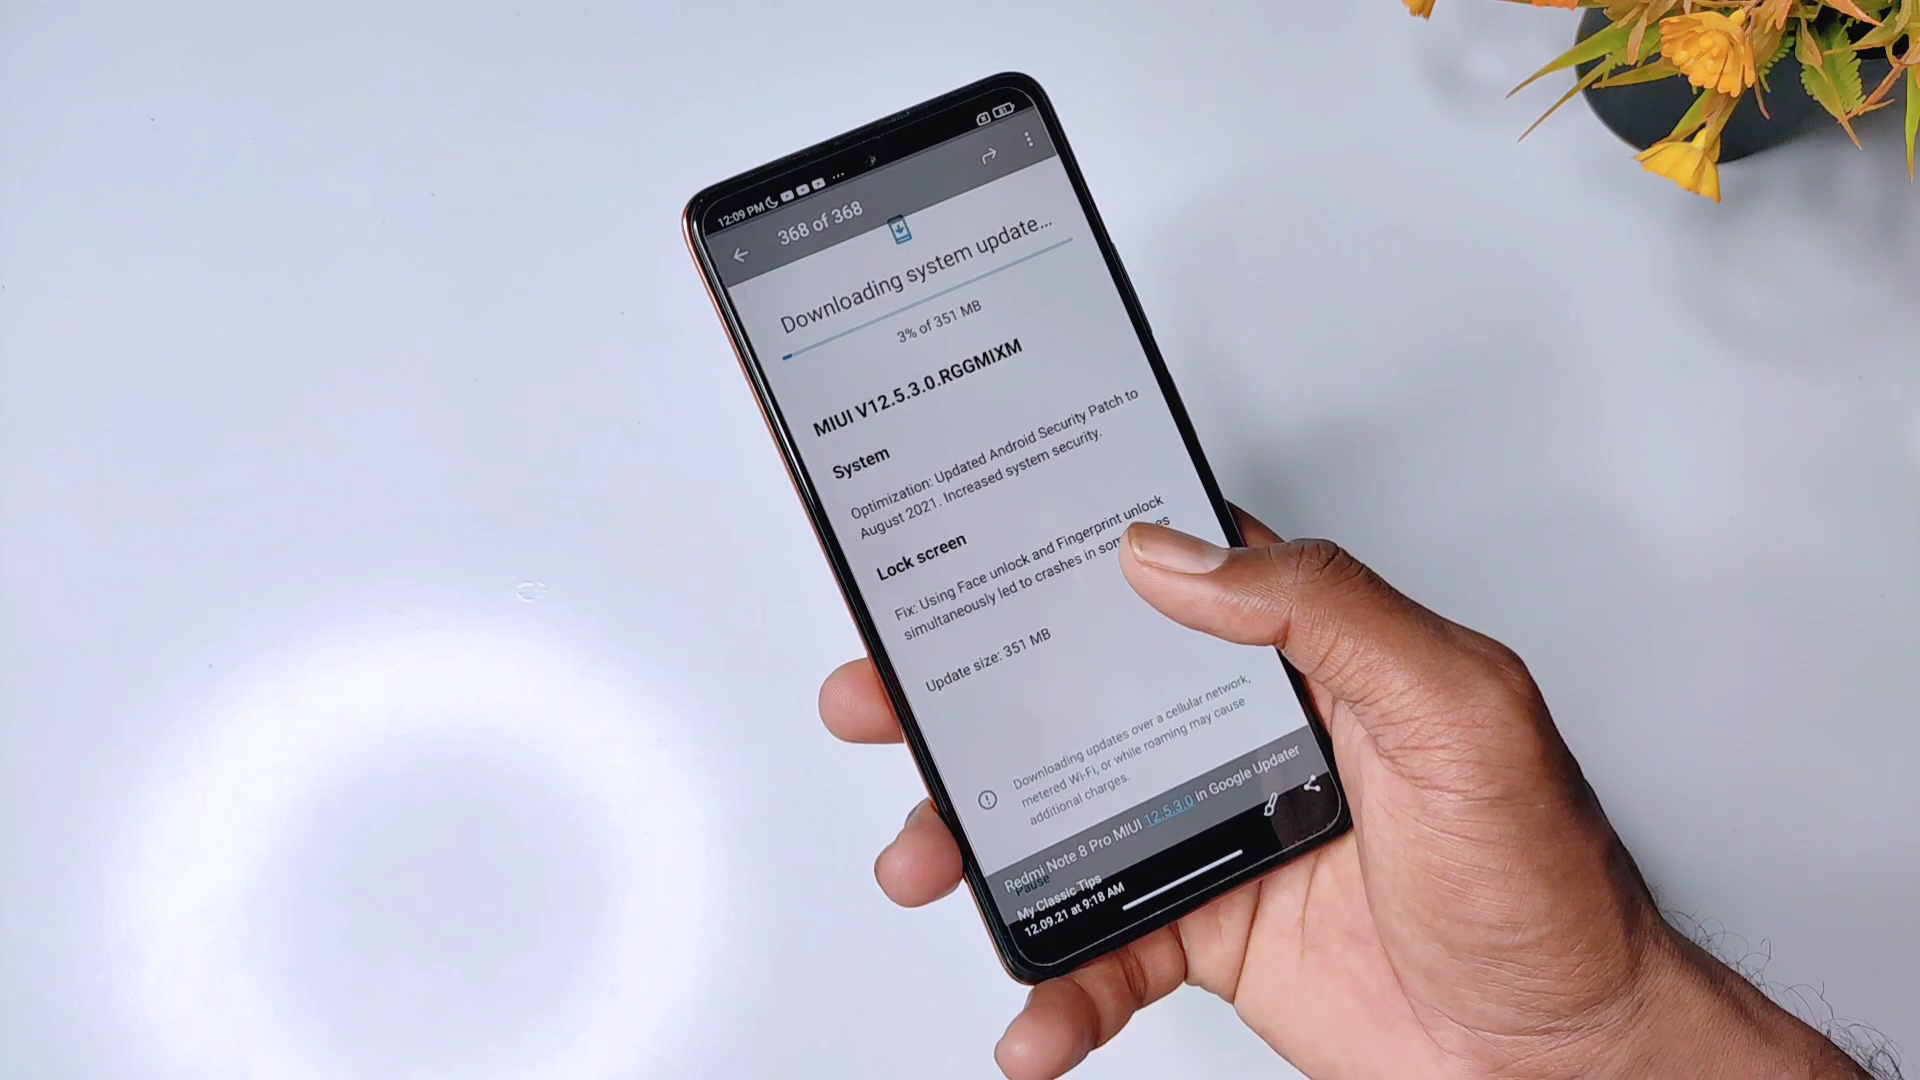 12:09 PM
81
368 of 368
Downloading system update...
3% of 351 MB
MIUI V12.5.3.0.RGGMIXM
System
Optimization: Updated Android Security Patch to
August 2021. Increased system security.
Lock screen
Fix: Using Face unlock and Fingerprint unlock
simultaneously led to crashes in
Update size: 351 MB
Downloading updates over a cellular network,
metered Wi-Fi, or while roaming may cause
additional charges.
Redmi Note 8 Pro MIUI 12.5.3.0 in Google Updater
Pause
My Classic Tips
12.09.21 at 9:18 AM